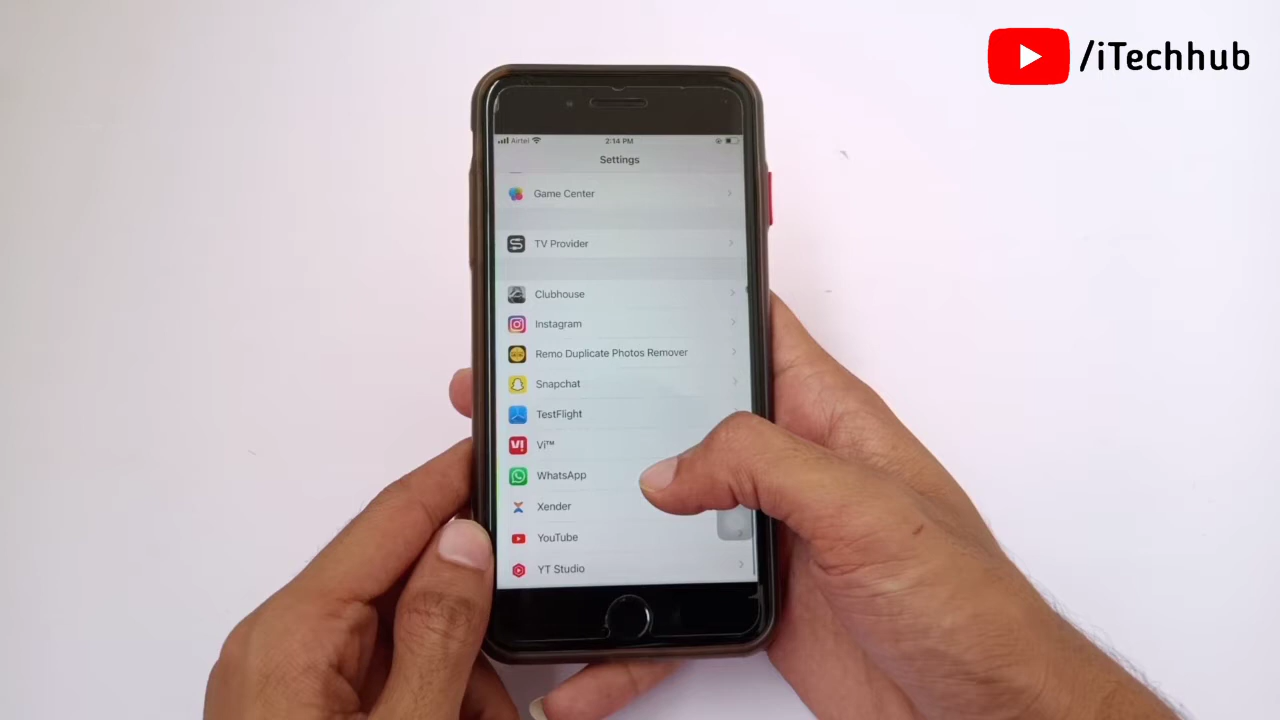 /iTechhub
Airtel 2:14 PM
Settings
Game Center
TV Provider
Clubhouse
Instagram
Remo Duplicate Photos Remover
Snapchat
TestFlight
Vi™
WhatsApp
Xender
YouTube
YT Studio